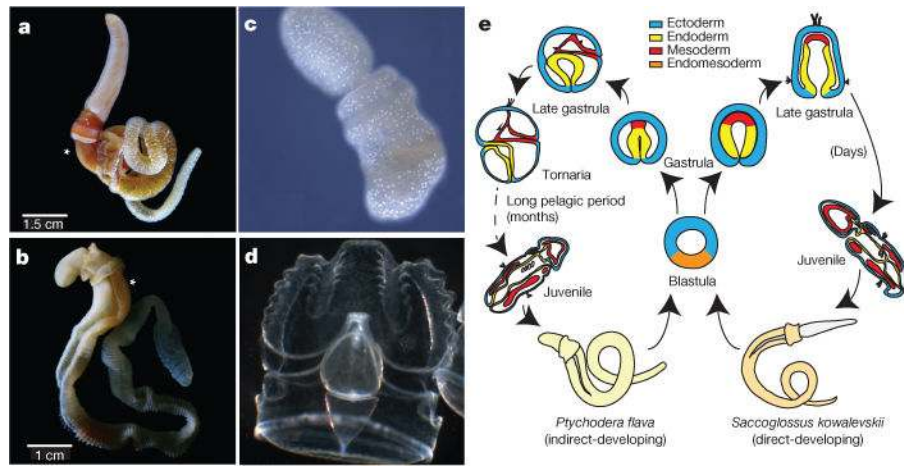 a
*
1.5 cm
b
*
1 cm
c
d
e
Ectoderm
Endoderm
Mesoderm
Endomesoderm
Late gastrula
Late gastrula
Gastrula
(Days)
Tornaria
Long pelagic period
(months)
Juvenile
Juvenile
Blastula
Ptychodera flava
(indirect-developing)
Saccoglossus kowalevskii
(direct-developing)